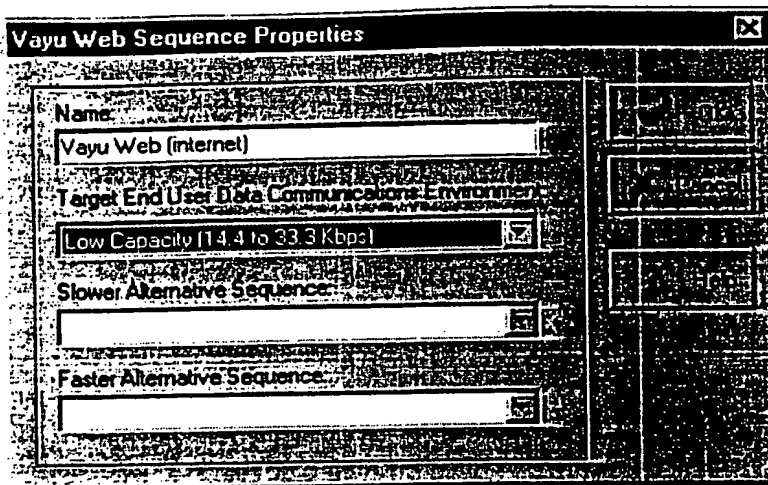 Vayu Web Sequence Properties
Name:
Vayu Web (internet)
Target End User Data Communications Environment:
Low Capacity (14.4 to 33.3 Kbps)
Slower Alternative Sequence:
Faster Alternative Sequence:
Cancel